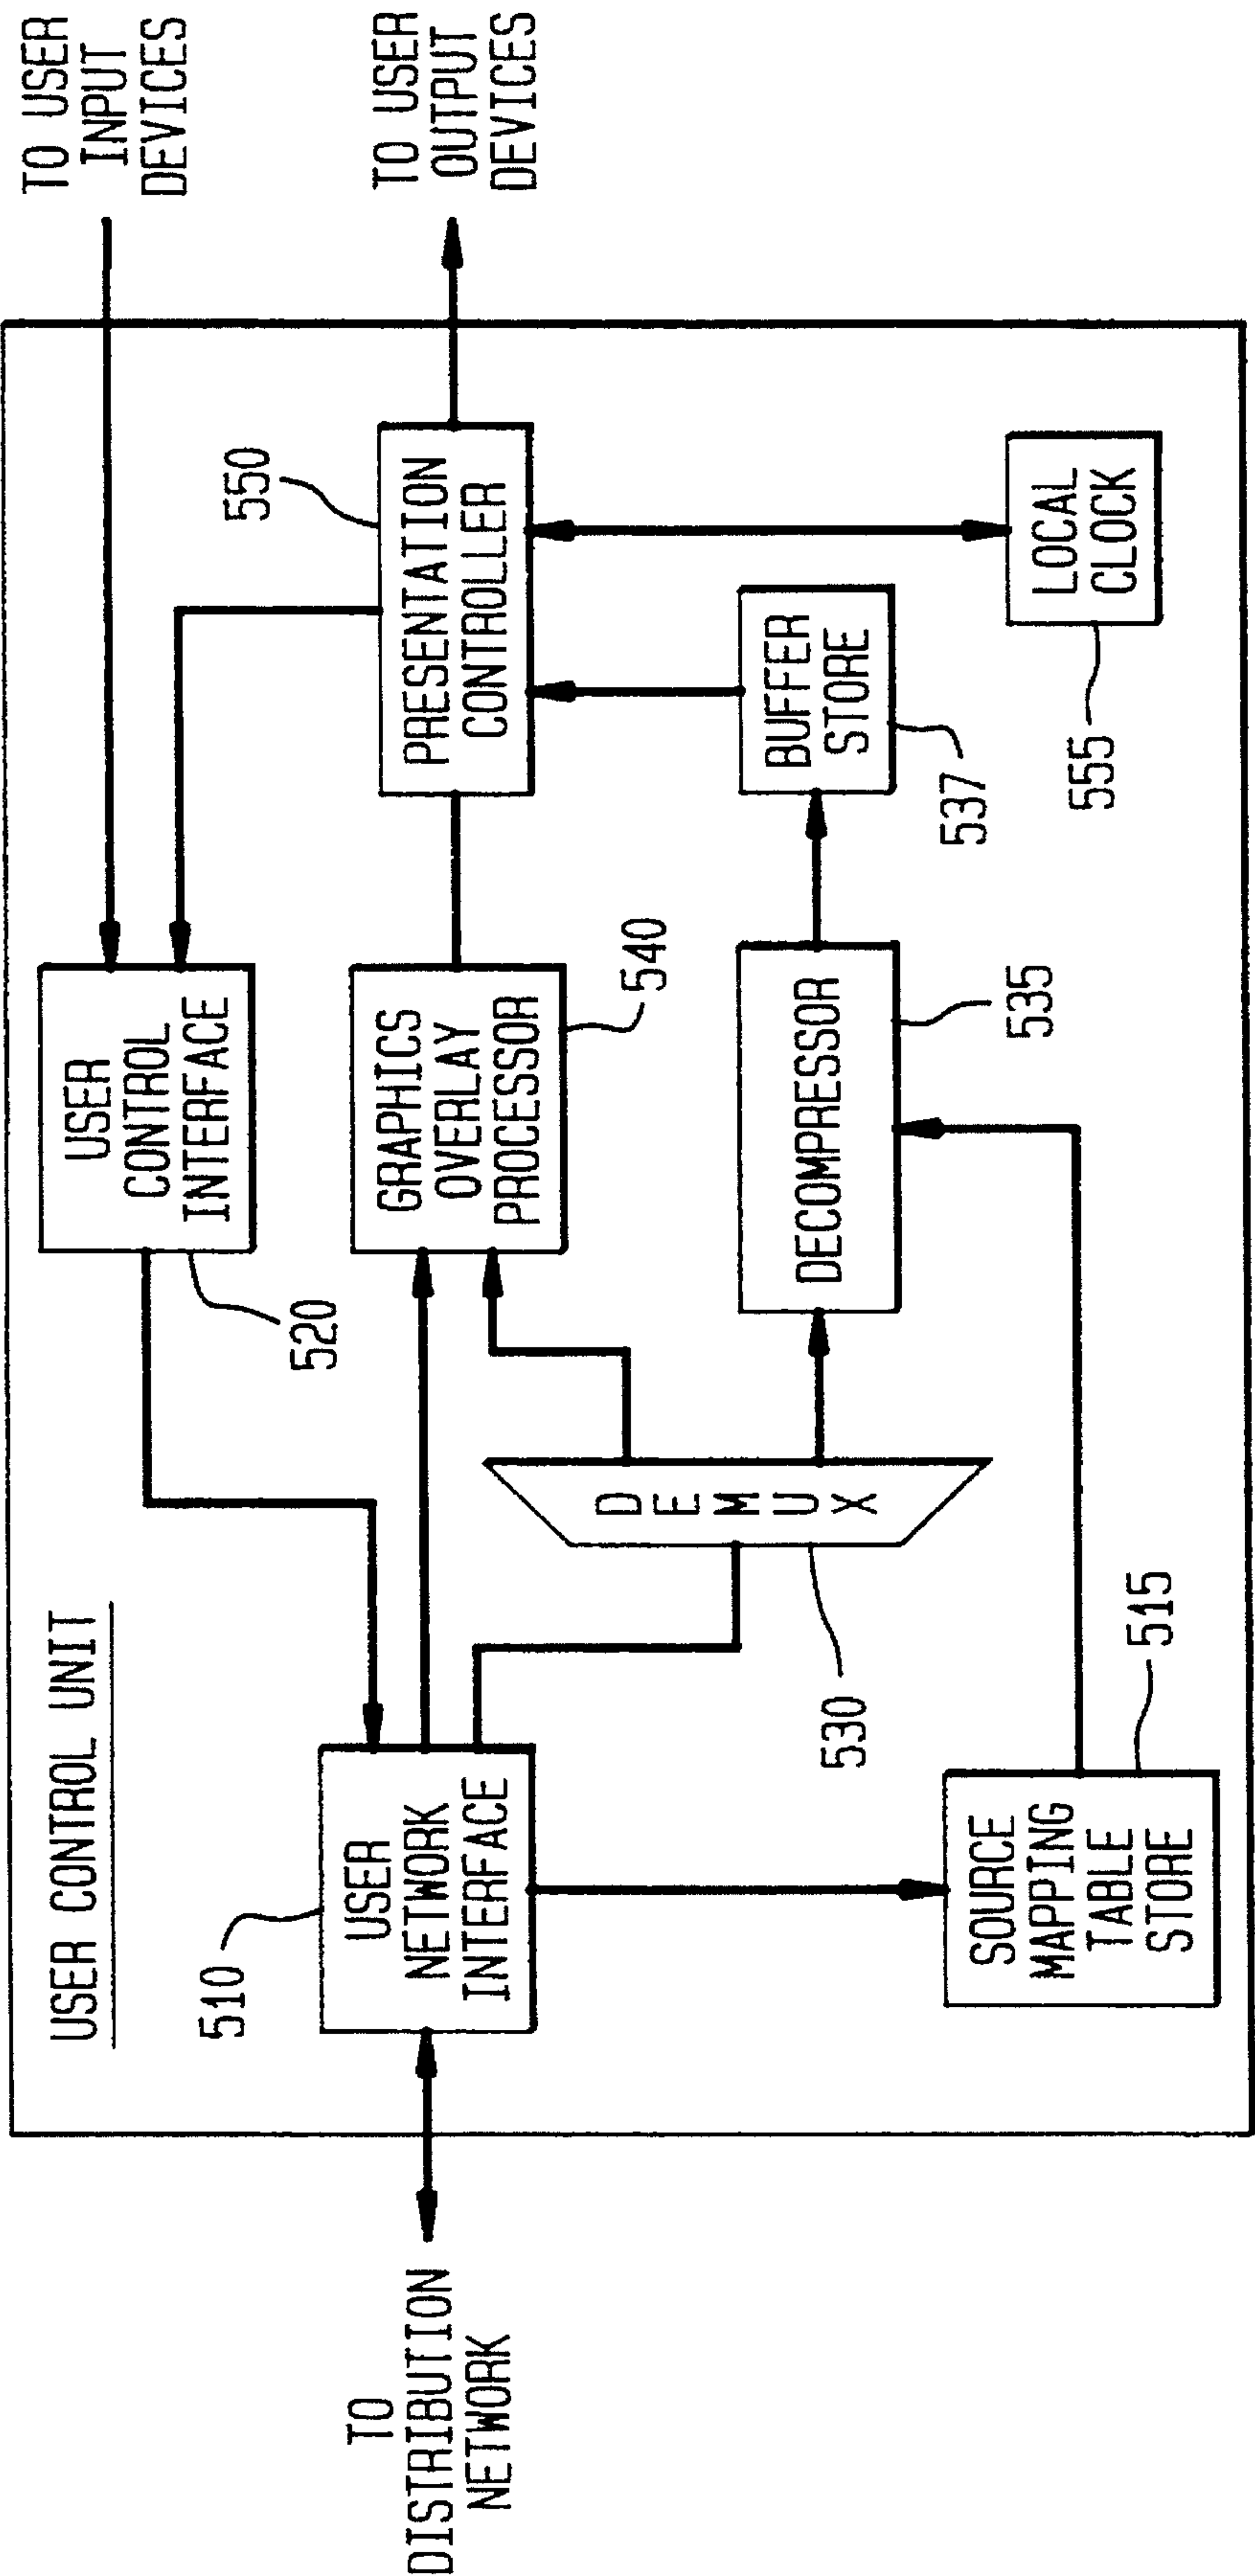 USER CONTROL UNIT
TO
DISTRIBUTION
NETWORK
510
USER
NETWORK
INTERFACE
SOURCE
MAPPING
TABLE
STORE
515
530
DEMUX
520
USER
CONTROL
INTERFACE
GRAPHICS
OVERLAY
PROCESSOR
540
DECOMPRESSOR
535
BUFFER
STORE
537
550
PRESENTATION
CONTROLLER
LOCAL
CLOCK
555
TO USER
INPUT
DEVICES
TO USER
OUTPUT
DEVICES